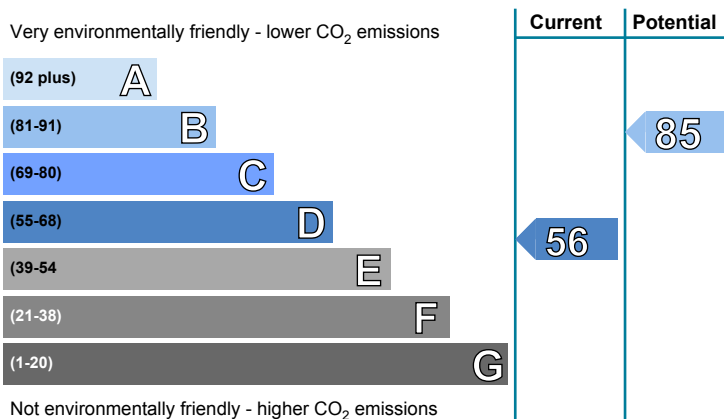 Current Potential
Very environmentally friendly - lower CO2 emissions
(92 plus) A
(81-91) B
85
(69-80) C
(55-68) D
56
(39-54 E
(21-38) F
(1-20) G
Not environmentally friendly - higher CO2 emissions